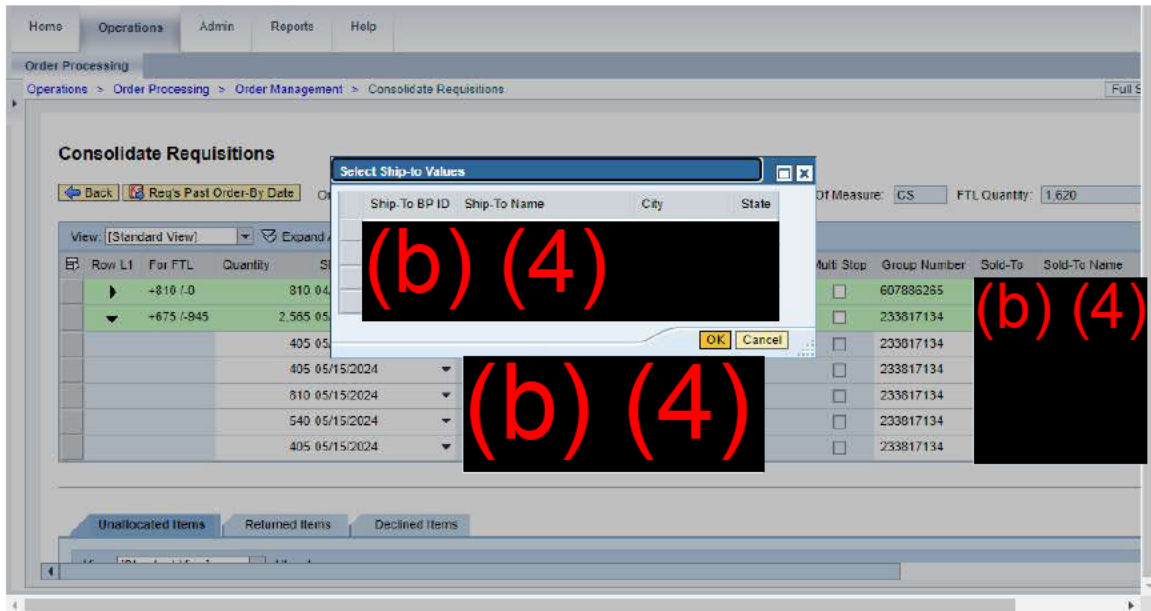 Home Operations Admin Reports Help
Order Processing
Operations > Order Processing > Order Management > Consolidate Requisitions Full S
Consolidate Requisitions
Select Ship-to Values
Back Req's Past Order-By Date Of Measure: CS FTL Quantity: 1,620
Ship-To BP ID Ship-To Name City State
View: [Standard View] Expand
Row L1 For FTL Quantity Multi Stop Group Number Sold-To Sold-To Name
(b) (4)
+810 /-0 810 04 607886265
(b) (4)
+675 /-945 2,565 05 233817134
OK Cancel
405 05 233817134
405 05/15/2024 233817134
(b) (4)
810 05/15/2024 233817134
540 05/15/2024 233817134
405 05/15/2024 233817134
Unallocated Items Returned Items Declined Items